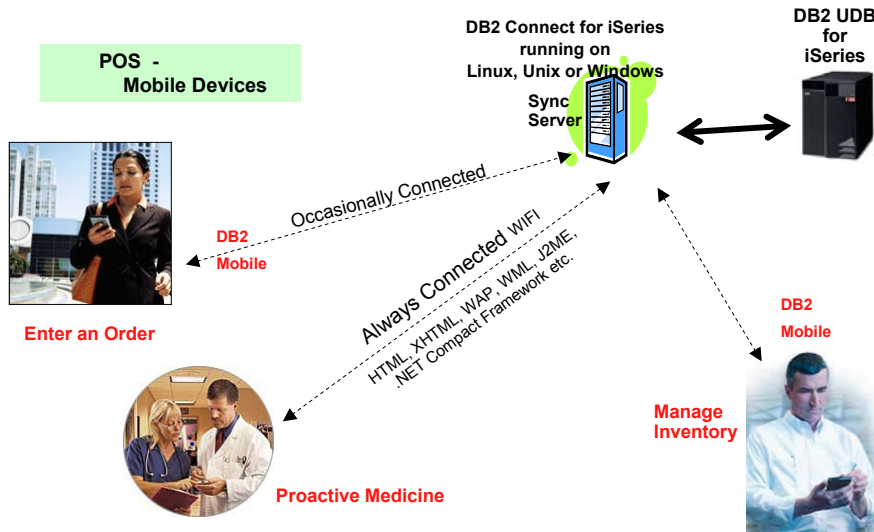 POS -
Mobile Devices
DB2 Connect for iSeries
running on
Linux, Unix or Windows
Sync
Server
DB2 UDB
for
iSeries
Occasionally Connected
DB2
Mobile
Enter an Order
Always Connected WIFI
HTML, XHTML, WAP, WML, J2ME,
.NET Compact Framework etc.
Proactive Medicine
DB2
Mobile
Manage
Inventory